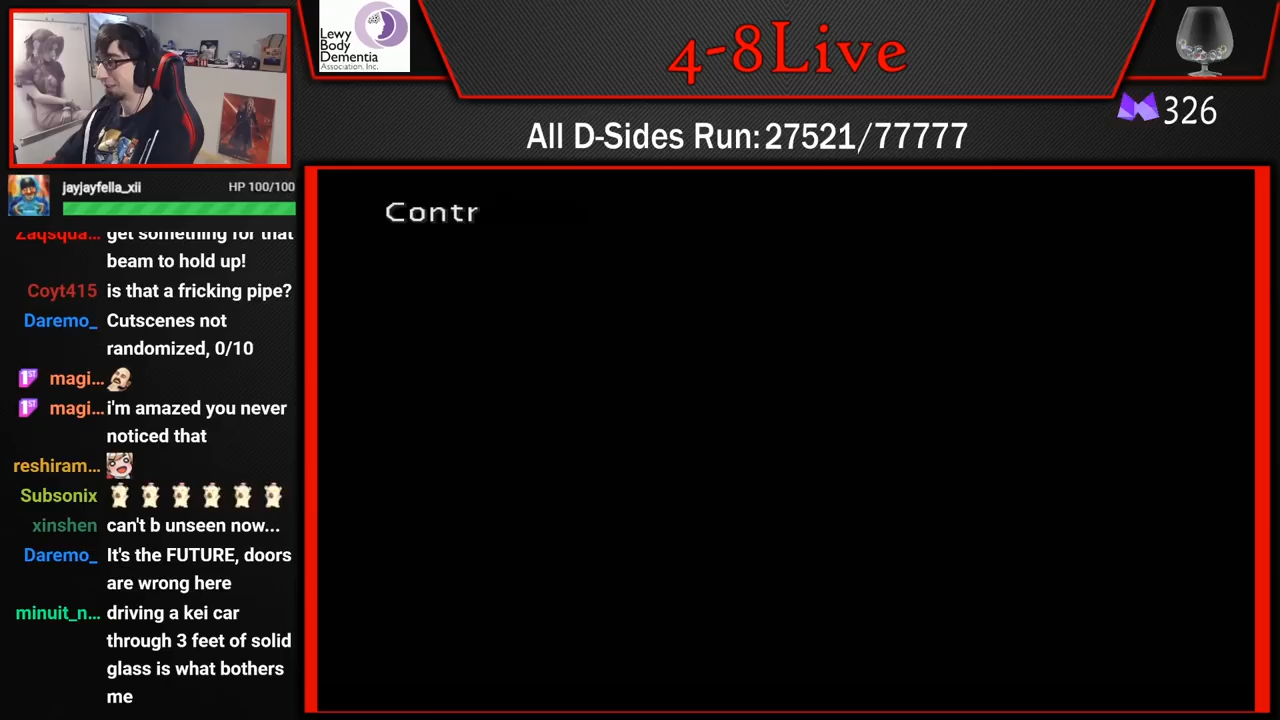 Lewy
Body
Dementia
Association, Inc.
4-8Live
326
All D-Sides Run:27521/77777
jayjayfella_xii
HP 100/100
Contr
Zaqsqua... get something for that
beam to hold up!
Coyt415 is that a fricking pipe?
Daremo_ Cutscenes not
randomized, 0/10
1ST magi...
1ST magi... i'm amazed you never
noticed that
reshiram...
Subsonix
xinshen can't b unseen now...
Daremo_ It's the FUTURE, doors
are wrong here
minuit_n... driving a kei car
through 3 feet of solid
glass is what bothers
me